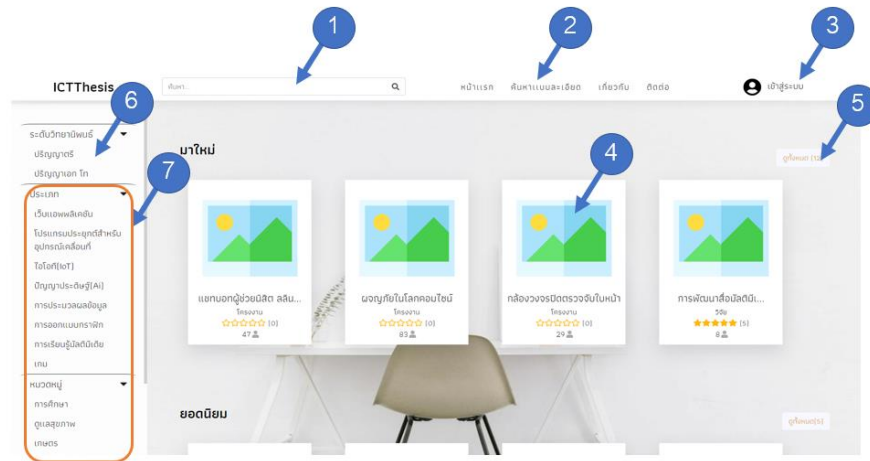 1
2
3
ICTThesis
ค้นหา..
หน้าแรก ค้นหาแบบละเอียด เกี่ยวกับ ติดต่อ
เข้าสู่ระบบ
6
5
ระดับวิทยานิพนธ์
ปริญญาตรี
ปริญญาเอก โท
7
ประเภท
เว็บแอพพลิเคชัน
โปรแกรมประยุกต์สำหรับ
อุปกรณ์เคลื่อนที่
ไอโอที(IoT)
ปัญญาประดิษฐ์(Ai)
การประมวลผลข้อมูล
การออกแบบกราฟิก
การเรียนรู้มัลติมีเดีย
เกม
หมวดหมู่
การศึกษา
ดูแลสุขภาพ
เกษตร
มาใหม่
4
แชทบอทผู้ช่วยนิสิต สลิน...
โครงงาน
[0]
47
ผจญภัยในโลกคอมไซน์
โครงงาน
[0]
83
กล้องวงจรปิดตรวจจับใบหน้า
โครงงาน
[0]
29
การพัฒนาสื่อมัลติมีเ...
วิจัย
[5]
8
ยอดนิยม
ดูทั้งหมด(5)